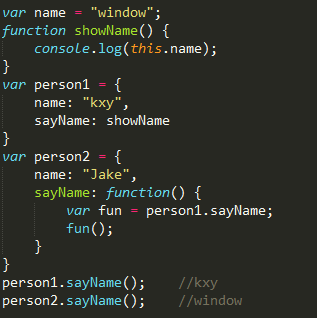 var name = "window";
function showName() {
    console.log(this.name);
}
var person1 = {
    name: "kxy",
    sayName: showName
}
var person2 = {
    name: "Jake",
    sayName: function() {
        var fun = person1.sayName;
        fun();
    }
}
person1.sayName();    //kxy
person2.sayName();    //window